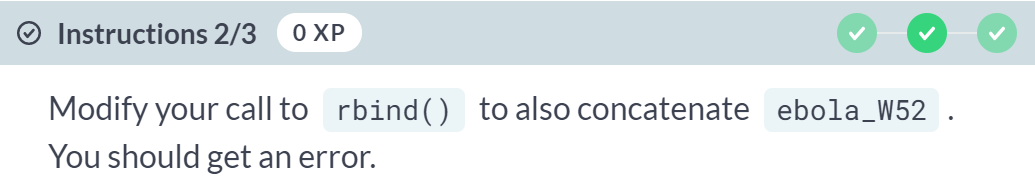 Instructions 2/3 0 XP
Modify your call to rbind() to also concatenate ebola_W52 .
You should get an error.